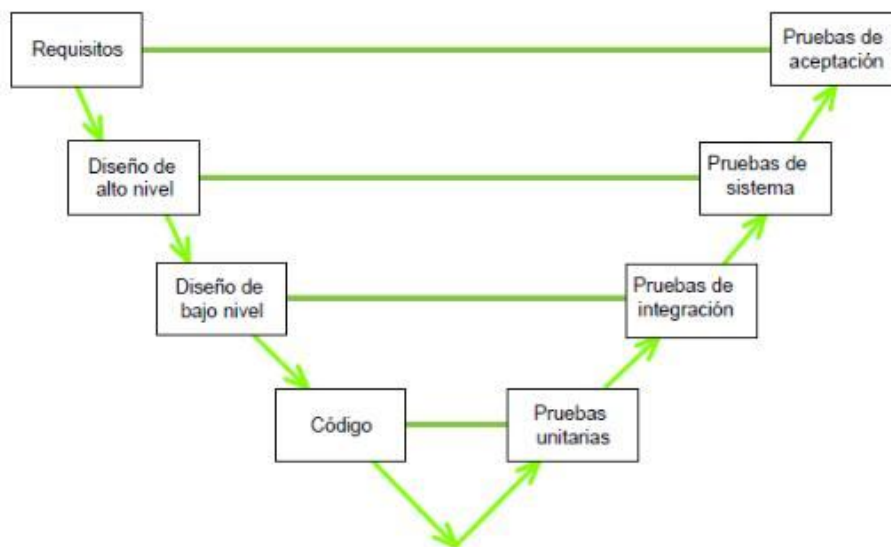 Requisitos
Pruebas de
aceptación
Diseño de
alto nivel
Pruebas de
sistema
Diseño de
bajo nivel
Pruebas de
integración
Código
Pruebas
unitarias